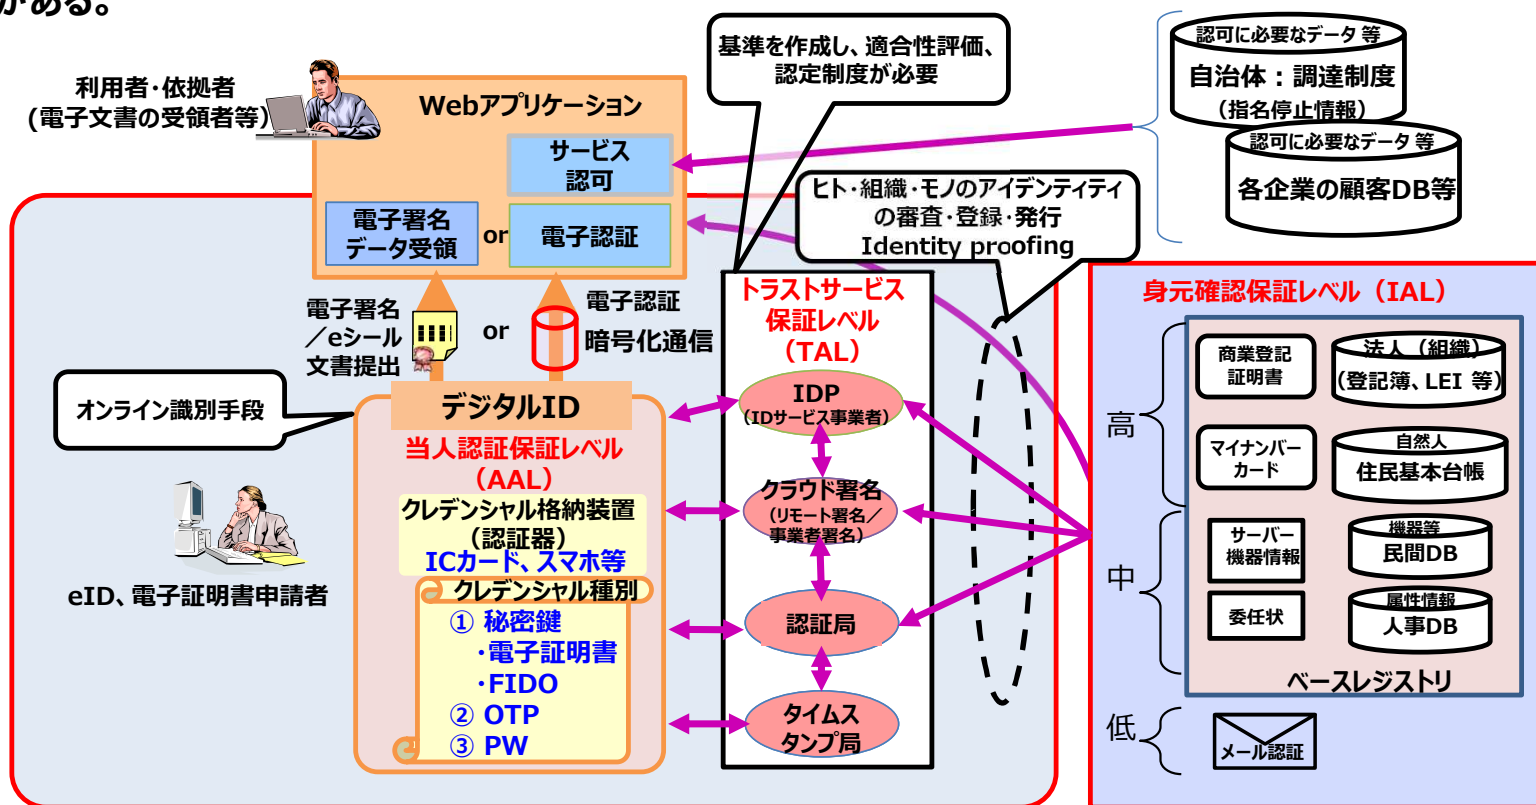 がある。
利用者・依拠者
(電子文書の受領者等)
Webアプリケーション
サービス
認可
電子署名
データ受領
or
電子認証
基準を作成し、適合性評価、
認定制度が必要
認可に必要なデータ 等
自治体：調達制度
（指名停止情報）
認可に必要なデータ 等
各企業の顧客DB等
ヒト・組織・モノのアイデンティティ
の審査・登録・発行
Identity proofing
電子署名
／eシール
文書提出
or
電子認証
暗号化通信
オンライン識別手段
デジタルID
当人認証保証レベル
（AAL）
クレデンシャル格納装置
（認証器）
ICカード、スマホ等
クレデンシャル種別
① 秘密鍵
・電子証明書
・FIDO
② OTP
③ PW
eID、電子証明書申請者
トラストサービス
保証レベル
（TAL）
IDP
（IDサービス事業者）
クラウド署名
（リモート署名／
事業者署名）
認証局
タイムス
タンプ局
身元確認保証レベル（IAL）
高
商業登記
証明書
法人（組織）
（登記簿、LEI 等）
マイナンバー
カード
自然人
住民基本台帳
中
サーバー
機器情報
機器等
民間DB
委任状
属性情報
人事DB
ベースレジストリ
低
メール認証